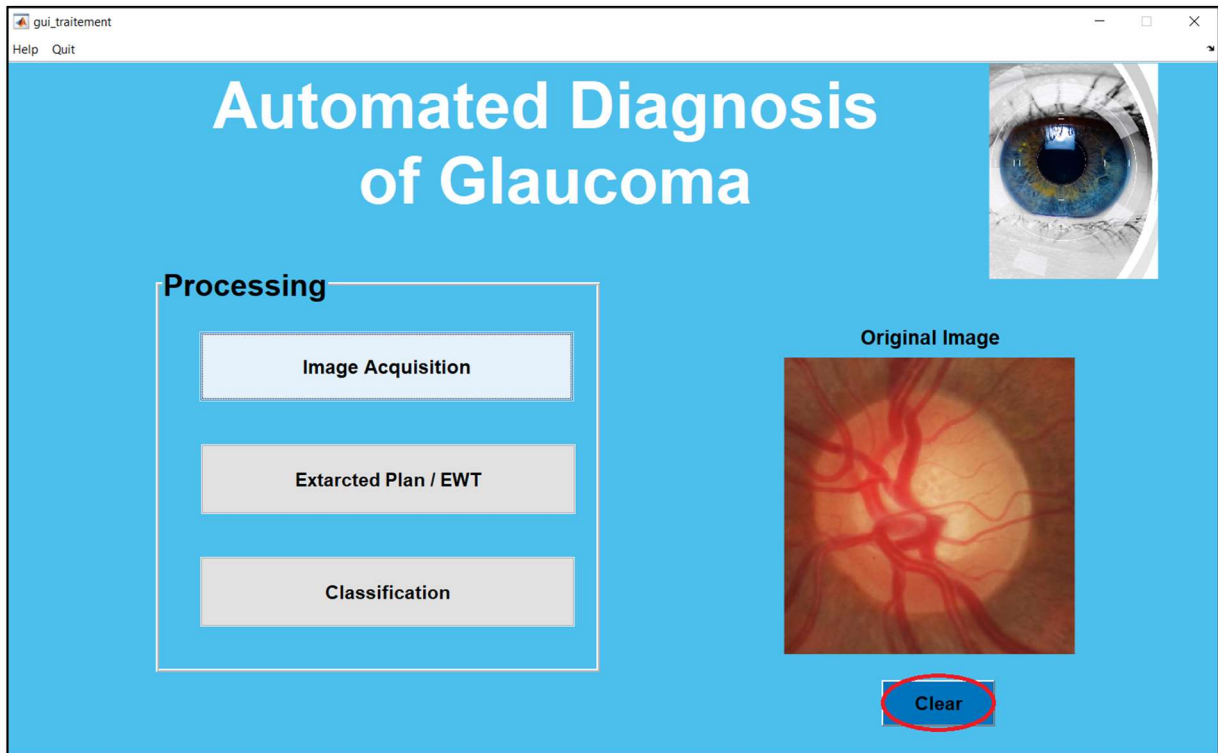 gui_traitement
Help Quit
Automated Diagnosis
of Glaucoma
Processing
Image Acquisition
Extarcted Plan / EWT
Classification
Original Image
Clear